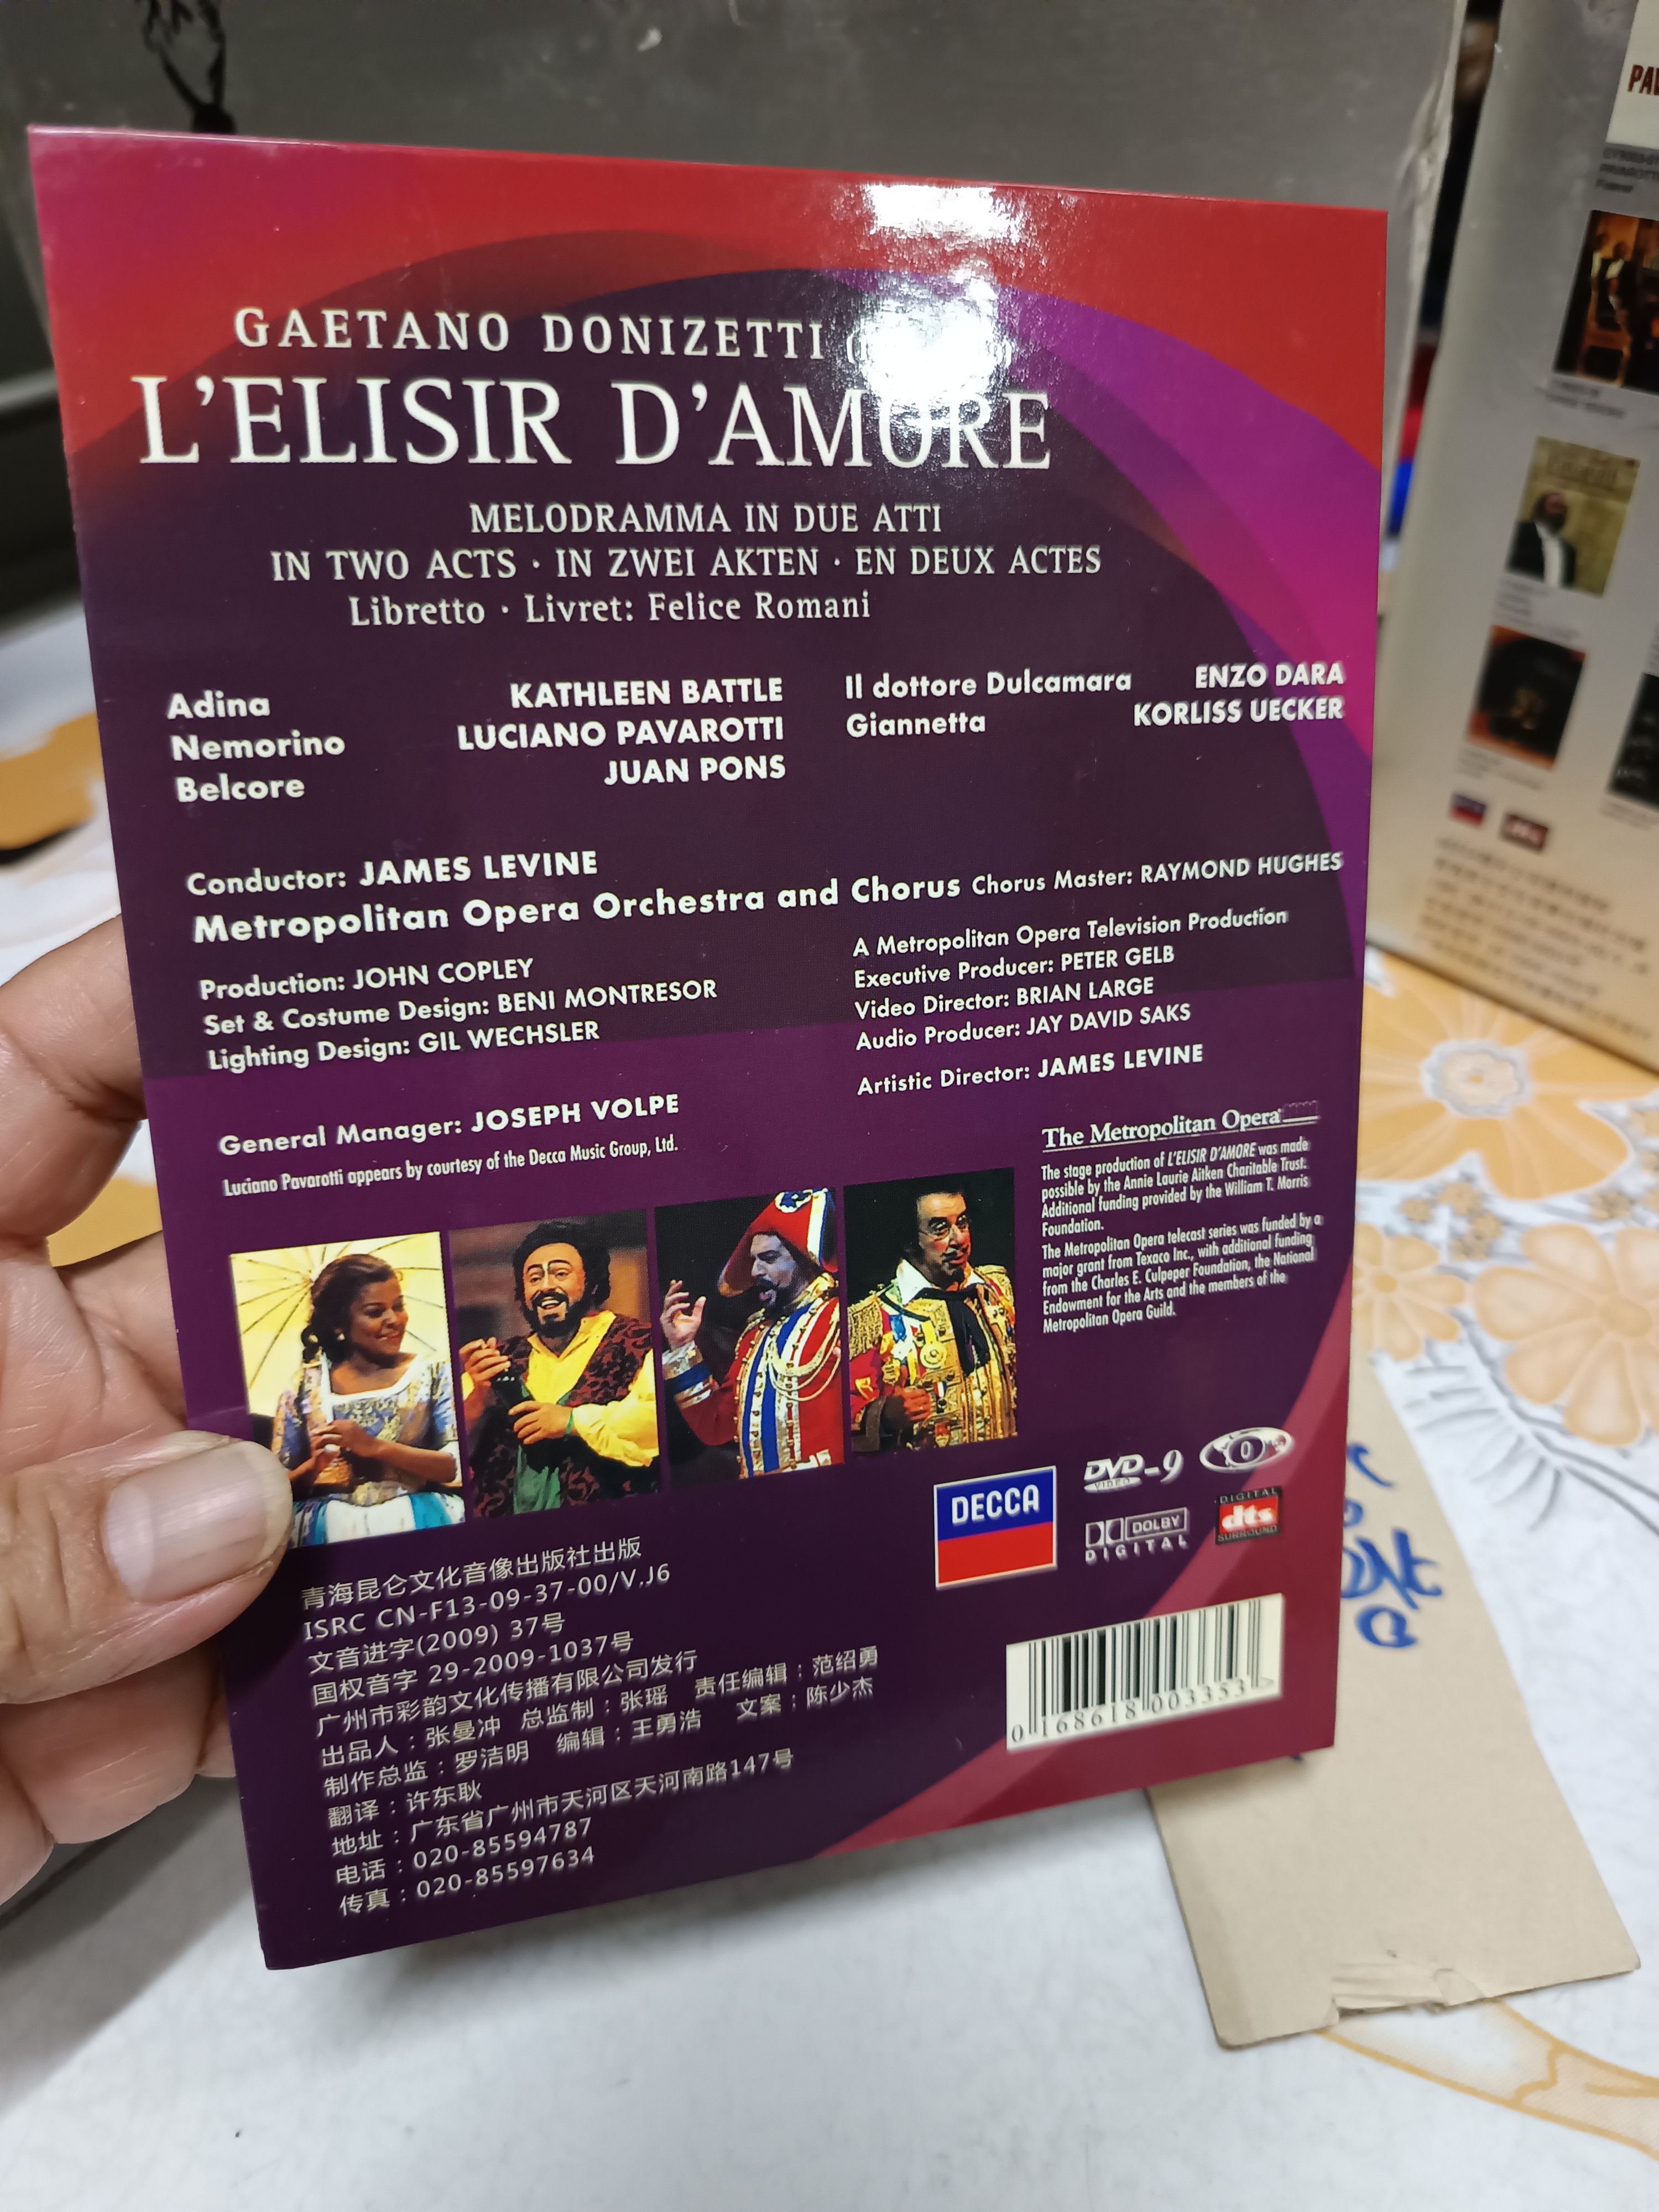 GAETANO DONIZETTI
L'ELISIR D'AMORE
MELODRAMMA IN DUE ATTI
IN TWO ACTS · IN ZWEI AKTEN · EN DEUX ACTES
Libretto · Livret: Felice Romani
Adina KATHLEEN BATTLE
Nemorino LUCIANO PAVAROTTI
Belcore JUAN PONS
Il dottore Dulcamara ENZO DARA
Giannetta KORLISS UECKER
Conductor: JAMES LEVINE
Metropolitan Opera Orchestra and Chorus Chorus Master: RAYMOND HUGHES
Production: JOHN COPLEY
Set & Costume Design: BENI MONTRESOR
Lighting Design: GIL WECHSLER
A Metropolitan Opera Television Production
Executive Producer: PETER GELB
Video Director: BRIAN LARGE
Audio Producer: JAY DAVID SAKS
Artistic Director: JAMES LEVINE
General Manager: JOSEPH VOLPE
Luciano Pavarotti appears by courtesy of the Decca Music Group, Ltd.
The Metropolitan Opera
The stage production of L'ELISIR D'AMORE was made
possible by the Annie Laurie Aitken Charitable Trust.
Additional funding provided by the William T. Morris
Foundation.
The Metropolitan Opera telecast series was funded by a
major grant from Texaco Inc., with additional funding
from the Charles E. Culpeper Foundation, the National
Endowment for the Arts and the members of the
Metropolitan Opera Guild.
DECCA
DVD-9
VIDEO
0
DOLBY
DIGITAL
DIGITAL
dts
SURROUND
青海昆仑文化音像出版社出版
ISRC CN-F13-09-37-00/V.J6
文音进字(2009) 37号
国权音字 29-2009-1037号
广州市彩韵文化传播有限公司发行
出品人：张曼冲 总监制：张瑶 责任编辑：范绍勇
制作总监：罗洁明 编辑：王勇浩 文案：陈少杰
翻译：许东耿
地址：广东省广州市天河区天河南路147号
电话：020-85594787
传真：020-85597634
0 168618 003353